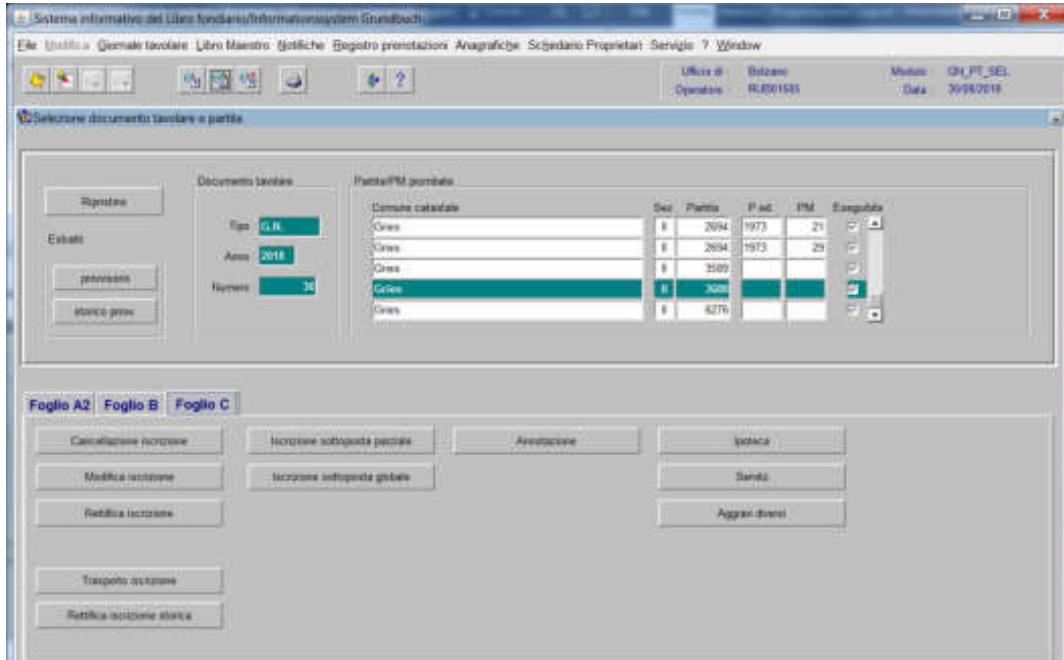 Sistema informativo del Libro fondiario/Informationssystem Grundbuch
File Modifica Giornale tavolare Libro Maestro Notifiche Registro prenotazioni Anagrafiche Schedario Proprietari Servizio ? Window
Ufficio di Bolzano Modulo GN_PT_SEL
Operatore Data 30/08/2018
Selezione documento tavolare e partita
Ripristina
Estratti
provvisorio
storico prov.
Documento tavolare
Tipo G.N.
Anno 2018
Numero 36
Partita/PM piombate
Comune catastale Sez Partita P.ed. PM Eseguibile
Gries II 2694 1973 21
Gries II 2694 1973 29
Gries II 3589
Gries II
Gries II 6276
Foglio A2 Foglio B Foglio C
Cancellazione iscrizione Iscrizione sottoposta parziale Annotazione Ipoteca
Modifica iscrizione Iscrizione sottoposta globale Servitù
Rettifica iscrizione Aggravi diversi
Trasporto iscrizione
Rettifica iscrizione storica